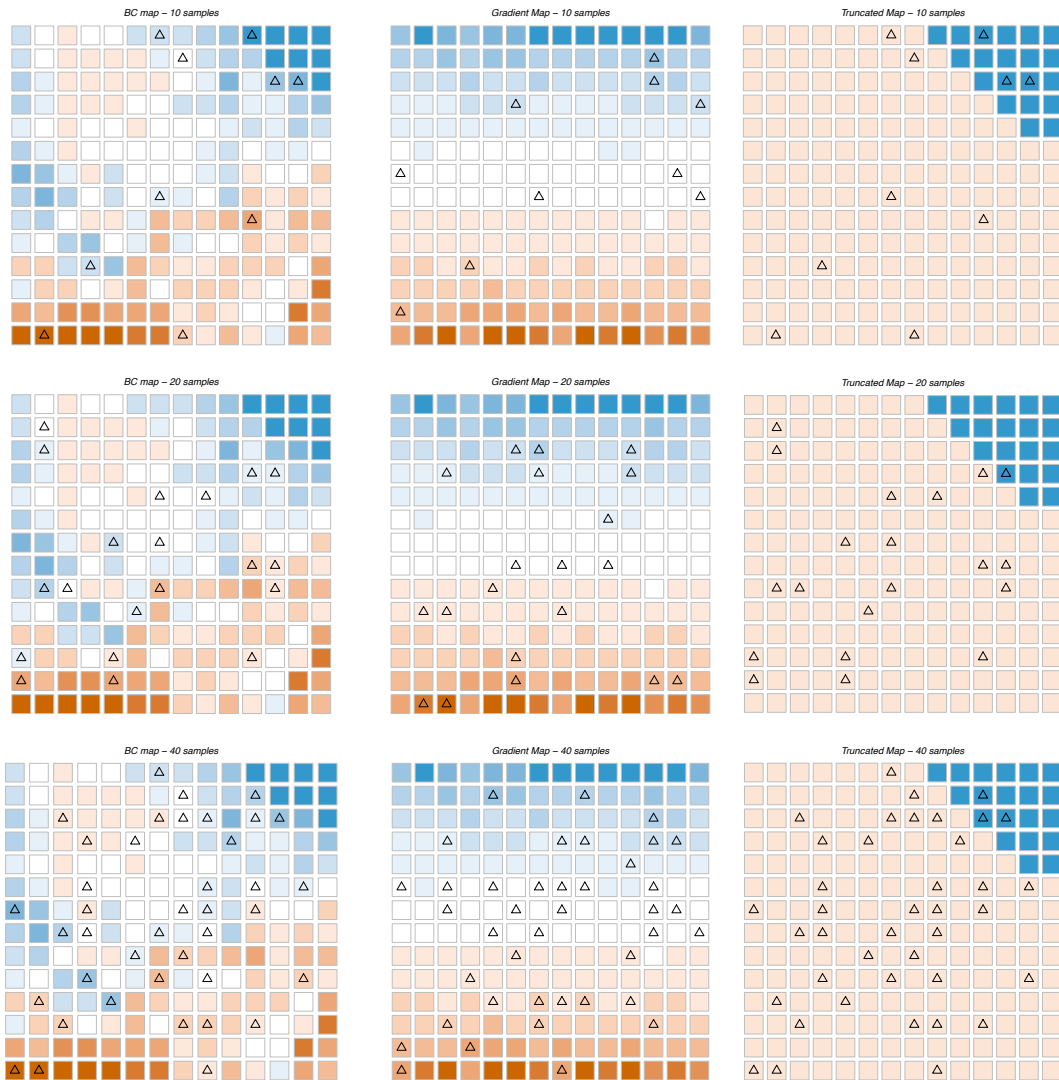 BC map – 10 samples
Gradient Map – 10 samples
Truncated Map – 10 samples
BC map – 20 samples
Gradient Map – 20 samples
Truncated Map – 20 samples
BC map – 40 samples
Gradient Map – 40 samples
Truncated Map – 40 samples